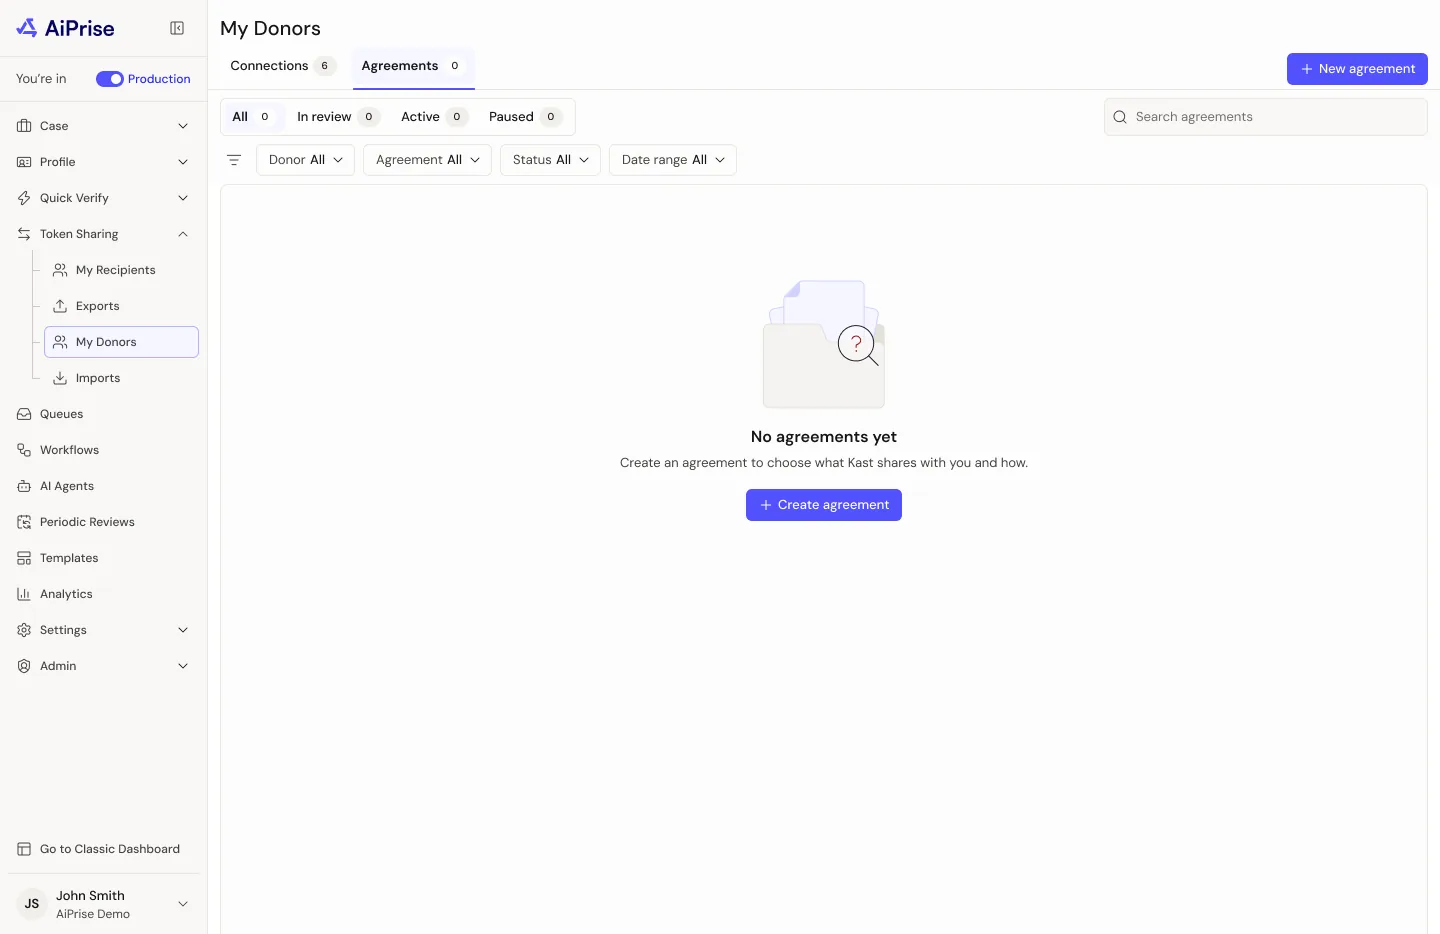 AiPrise
You're in
Production
Case
Profile
Quick Verify
Token Sharing
My Recipients
Exports
My Donors
Imports
Queues
Workflows
AI Agents
Periodic Reviews
Templates
Analytics
Settings
Admin
Go to Classic Dashboard
JS
John Smith
AiPrise Demo
My Donors
Connections 6
Agreements 0
+ New agreement
All 0
In review 0
Active 0
Paused 0
Search agreements
Donor All
Agreement All
Status All
Date range All
?
No agreements yet
Create an agreement to choose what Kast shares with you and how.
+ Create agreement